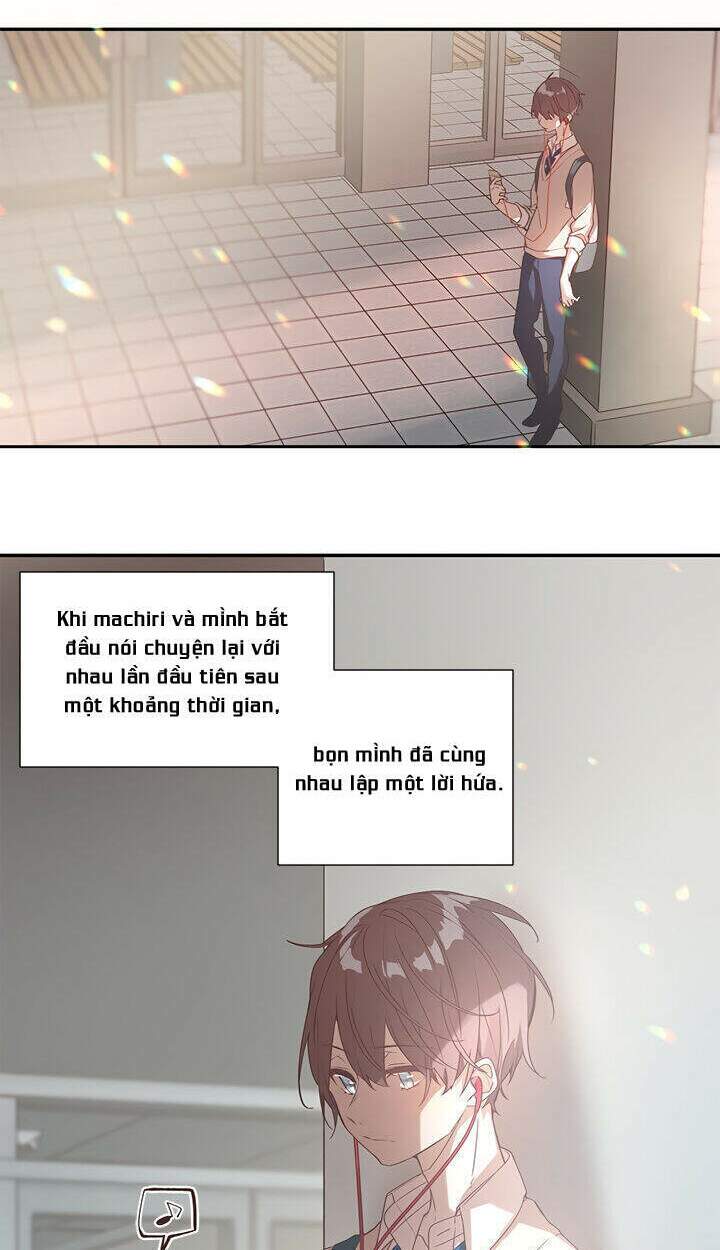 Khi machiri và mình bắt
đầu nói chuyện lại với
nhau lần đầu tiên sau
một khoảng thời gian,
bọn mình đã cùng
nhau lập một lời hứa.